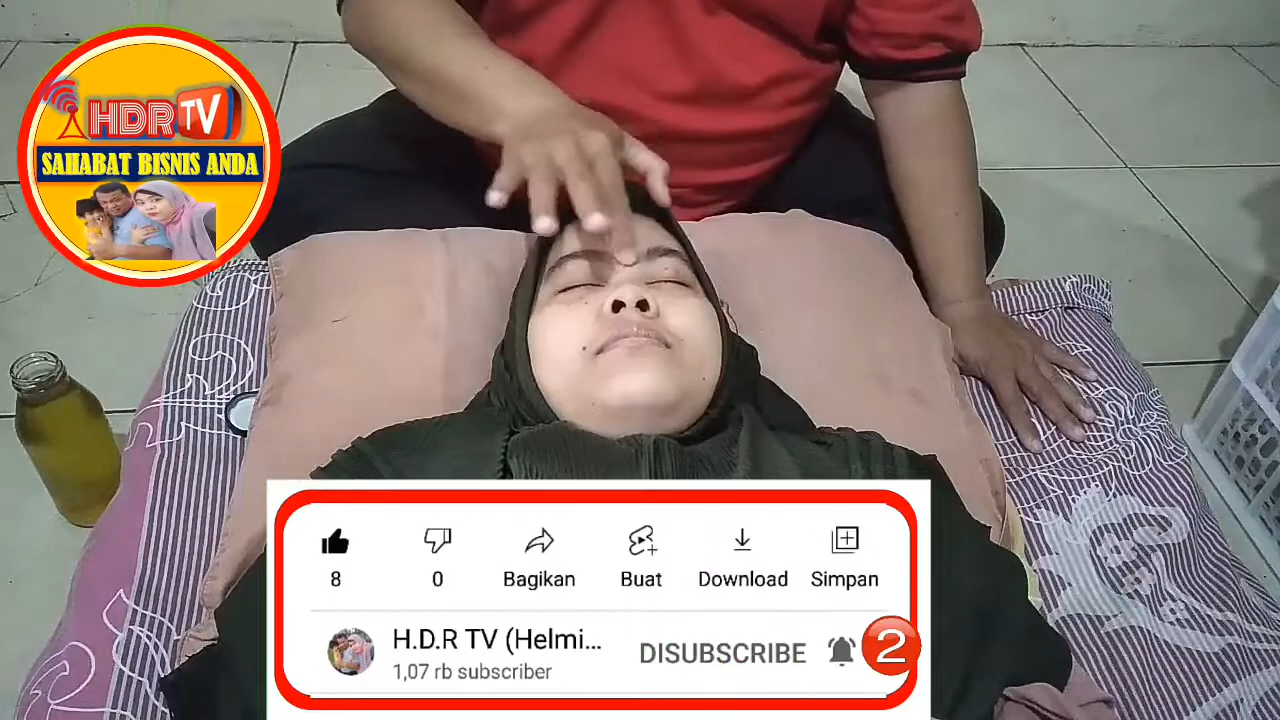 HDR TV
SAHABAT BISNIS ANDA
8
0
Bagikan
Buat
Download
Simpan
H.D.R TV (Helmi...
1,07 rb subscriber
DISUBSCRIBE
2